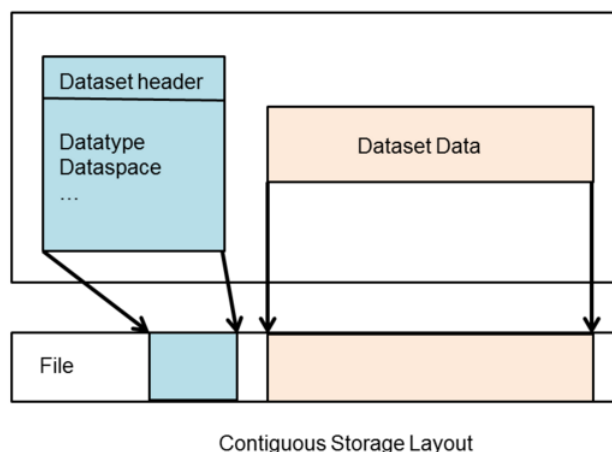 Dataset header
Datatype
Dataspace
...
Dataset Data
File
Contiguous Storage Layout